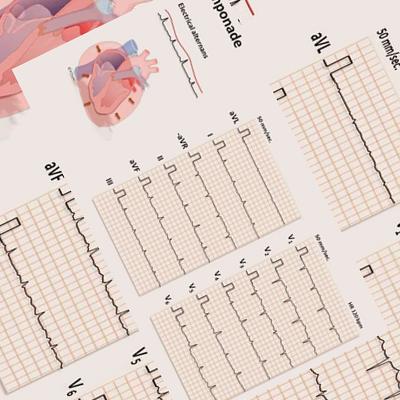 mponade
Electrical alternans
aVL
50 mm/sec.
aVL
50 mm/sec.
I
-aVR
II
aVF
III
aVF
V₁
50 mm/sec.
V₂
V₃
V₄
V₅
V₆
HR 120 bpm
V₅
V₆